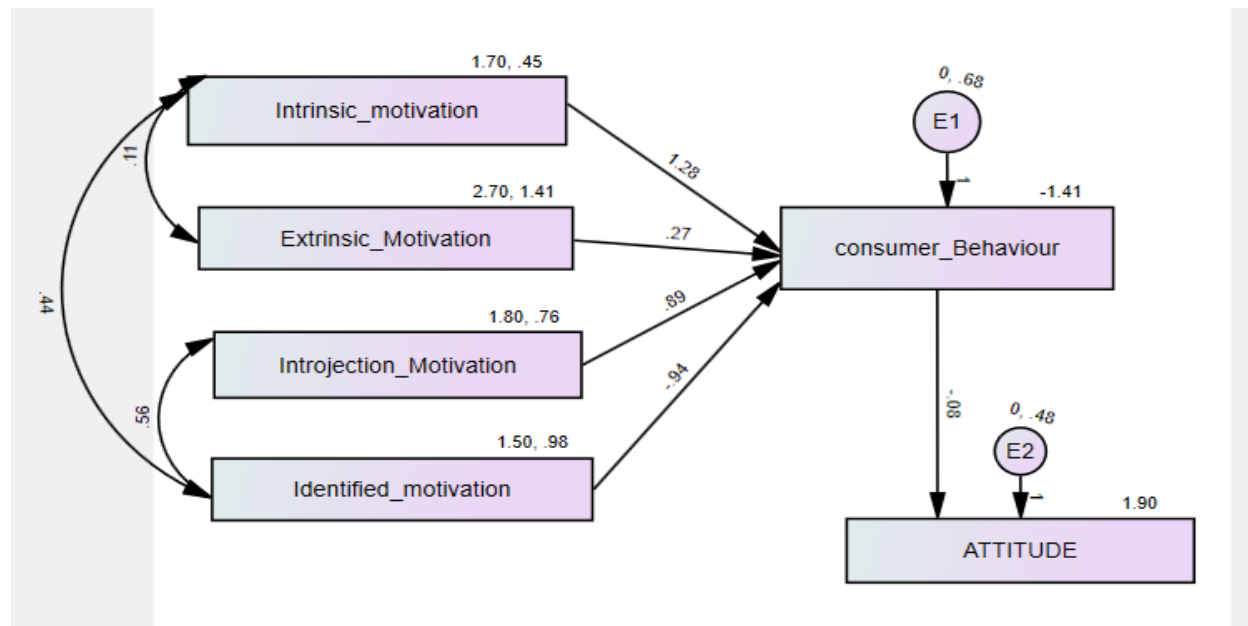 1.70, .45
Intrinsic_motivation
0, .68
E1
1
.11
1.28
2.70, 1.41
Extrinsic_Motivation
.27
-1.41
consumer_Behaviour
.44
1.80, .76
Introjection_Motivation
.89
.56
-.94
1.50, .98
Identified_motivation
-.08
0, .48
E2
1
1.90
ATTITUDE